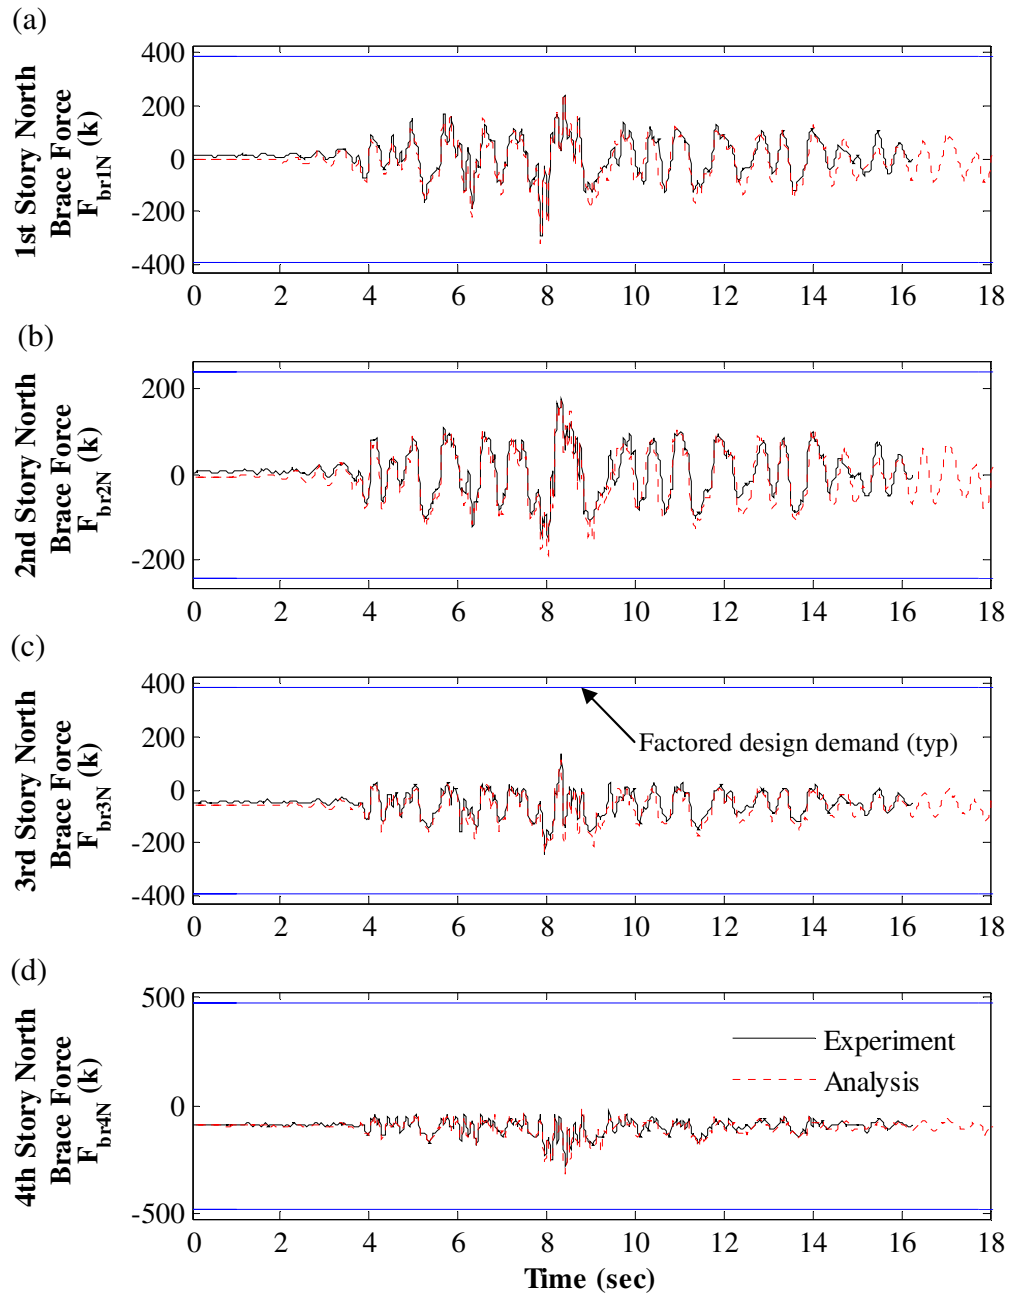 (a)
1st Story North
Brace Force
F_br1N (k)
400
200
0
-200
-400
0 2 4 6 8 10 12 14 16 18
(b)
2nd Story North
Brace Force
F_br2N (k)
200
0
-200
0 2 4 6 8 10 12 14 16 18
(c)
3rd Story North
Brace Force
F_br3N (k)
400
200
0
-200
-400
Factored design demand (typ)
0 2 4 6 8 10 12 14 16 18
(d)
4th Story North
Brace Force
F_br4N (k)
500
0
-500
Experiment
Analysis
0 2 4 6 8 10 12 14 16 18
Time (sec)